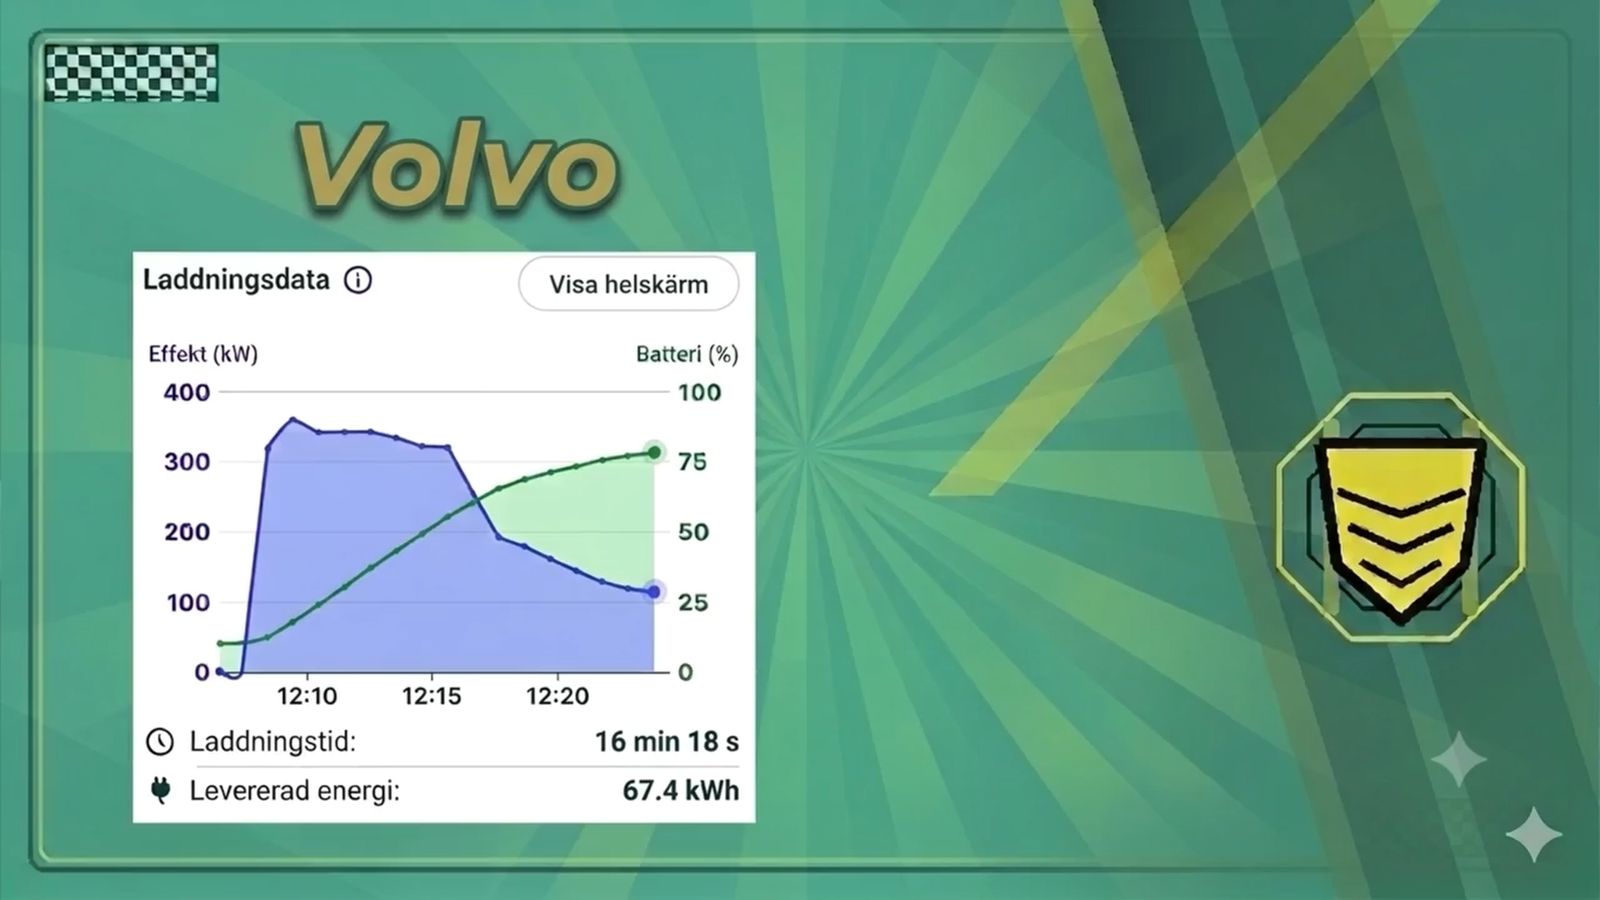 Volvo
Laddningsdata
Visa helskärm
Effekt (kW)
Batteri (%)
400
100
300
75
200
50
100
25
0
0
12:10
12:15
12:20
Laddningstid:
16 min 18 s
Levererad energi:
67.4 kWh